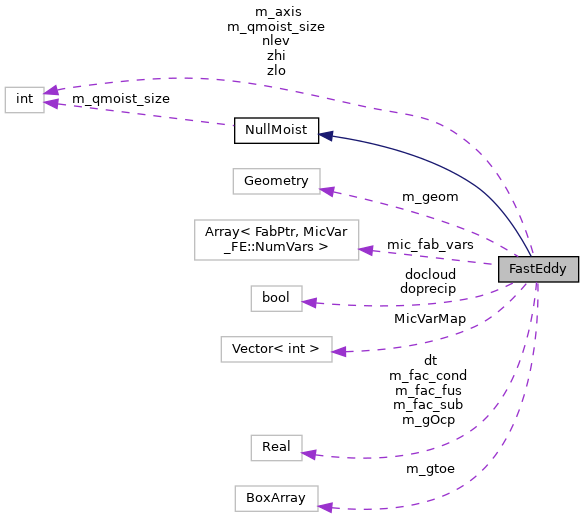 m_axis
m_qmoist_size
nlev
zhi
zlo
int
m_qmoist_size
NullMoist
Geometry
m_geom
Array< FabPtr, MicVar
_FE::NumVars >
mic_fab_vars
FastEddy
bool
docloud
doprecip
MicVarMap
Vector< int >
dt
m_fac_cond
m_fac_fus
m_fac_sub
m_gOcp
Real
m_gtoe
BoxArray